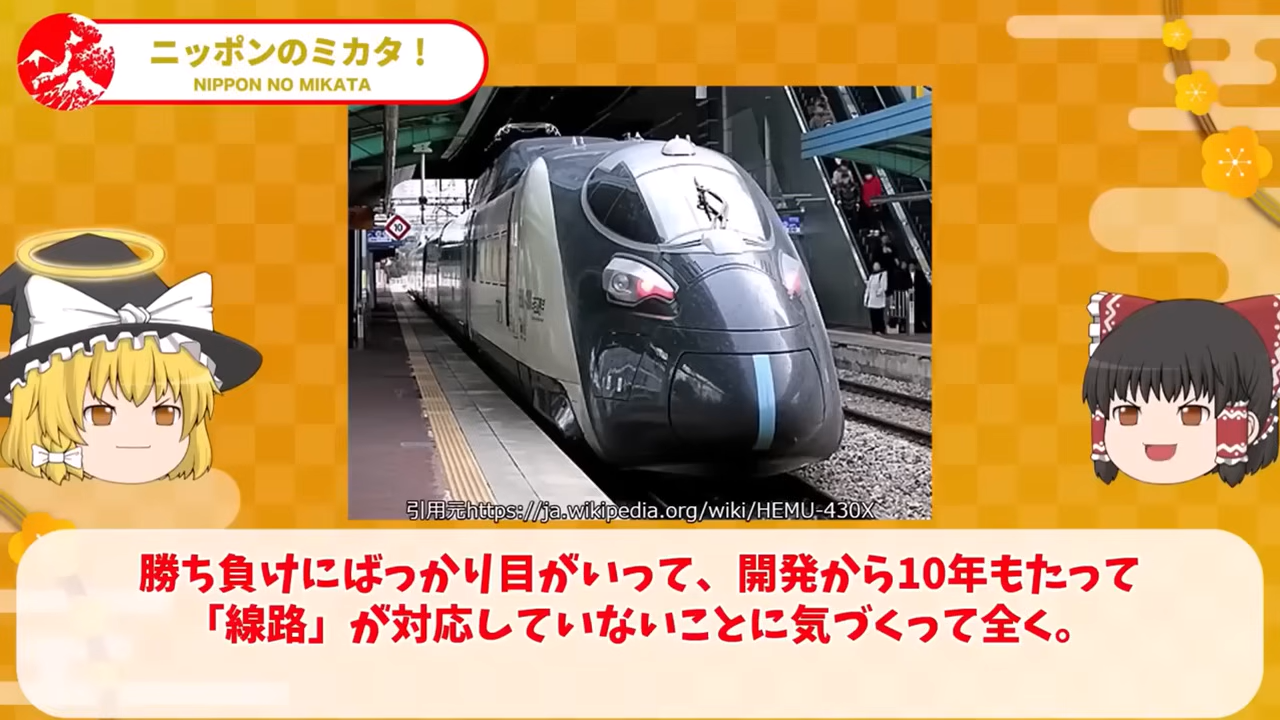 ニッポンのミカタ！
NIPPON NO MIKATA
10
引用元https://ja.wikipedia.org/wiki/HEMU-430X
勝ち負けにばっかり目がいって、開発から10年もたって
「線路」が対応していないことに気づくって全く。